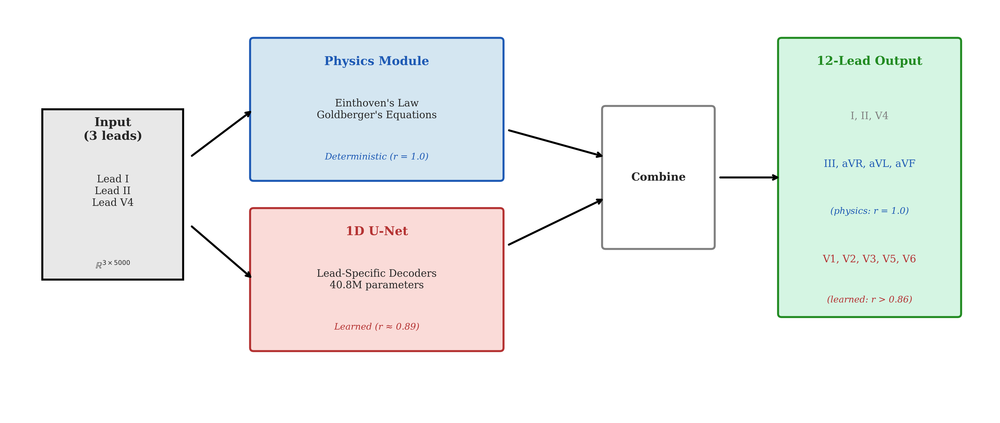 Input
(3 leads)
Lead I
Lead II
Lead V4
ℝ^{3×5000}
Physics Module
Einthoven's Law
Goldberger's Equations
Deterministic (r = 1.0)
1D U-Net
Lead-Specific Decoders
40.8M parameters
Learned (r ≈ 0.89)
Combine
12-Lead Output
I, II, V4
III, aVR, aVL, aVF
(physics: r = 1.0)
V1, V2, V3, V5, V6
(learned: r > 0.86)